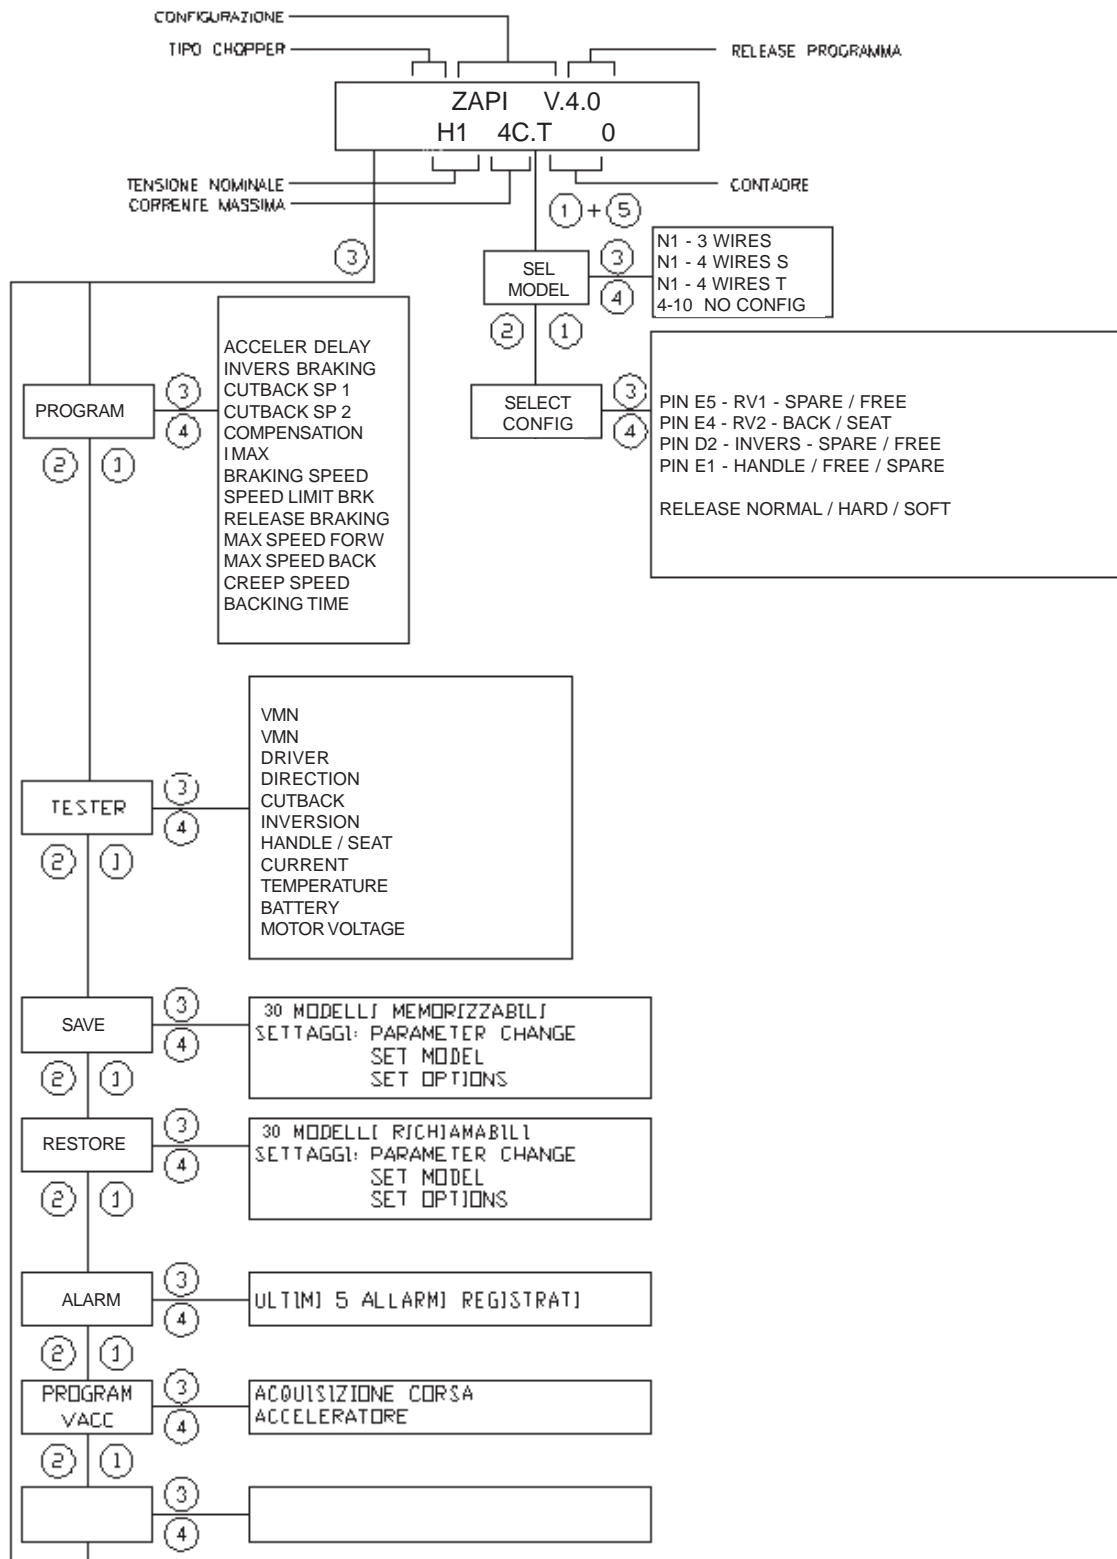 CONFIGURAZIONE
TIPO CHOPPER
RELEASE PROGRAMMA
ZAPI V.4.0
H1 4C.T 0
TENSIONE NOMINALE
CORRENTE MASSIMA
CONTAORE
1 + 5
3
SEL
MODEL
3
4
N1 - 3 WIRES
N1 - 4 WIRES S
N1 - 4 WIRES T
4-10 NO CONFIG
2 1
SELECT
CONFIG
3
4
PIN E5 - RV1 - SPARE / FREE
PIN E4 - RV2 - BACK / SEAT
PIN D2 - INVERS - SPARE / FREE
PIN E1 - HANDLE / FREE / SPARE
RELEASE NORMAL / HARD / SOFT
PROGRAM
3
4
2 1
ACCELER DELAY
INVERS BRAKING
CUTBACK SP 1
CUTBACK SP 2
COMPENSATION
I MAX
BRAKING SPEED
SPEED LIMIT BRK
RELEASE BRAKING
MAX SPEED FORW
MAX SPEED BACK
CREEP SPEED
BACKING TIME
TESTER
3
4
2 1
VMN
VMN
DRIVER
DIRECTION
CUTBACK
INVERSION
HANDLE / SEAT
CURRENT
TEMPERATURE
BATTERY
MOTOR VOLTAGE
SAVE
3
4
2 1
30 MODELLI MEMORIZZABILI
SETTAGGI: PARAMETER CHANGE
SET MODEL
SET OPTIONS
RESTORE
3
4
2 1
30 MODELLI RICHIAMABILI
SETTAGGI: PARAMETER CHANGE
SET MODEL
SET OPTIONS
ALARM
3
4
2 1
ULTIMI 5 ALLARMI REGISTRATI
PROGRAM
VACC
3
4
2 1
ACQUISIZIONE CORSA
ACCELERATORE
3
4